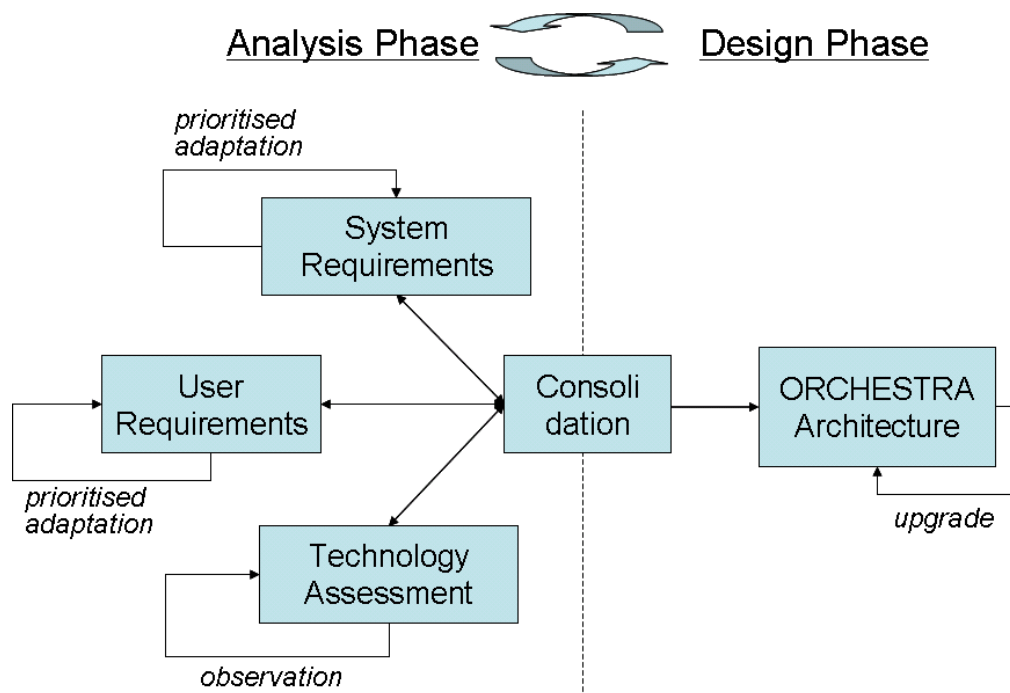 Analysis Phase
Design Phase
prioritised
adaptation
System
Requirements
User
Requirements
Consoli
dation
ORCHESTRA
Architecture
prioritised
adaptation
upgrade
Technology
Assessment
observation